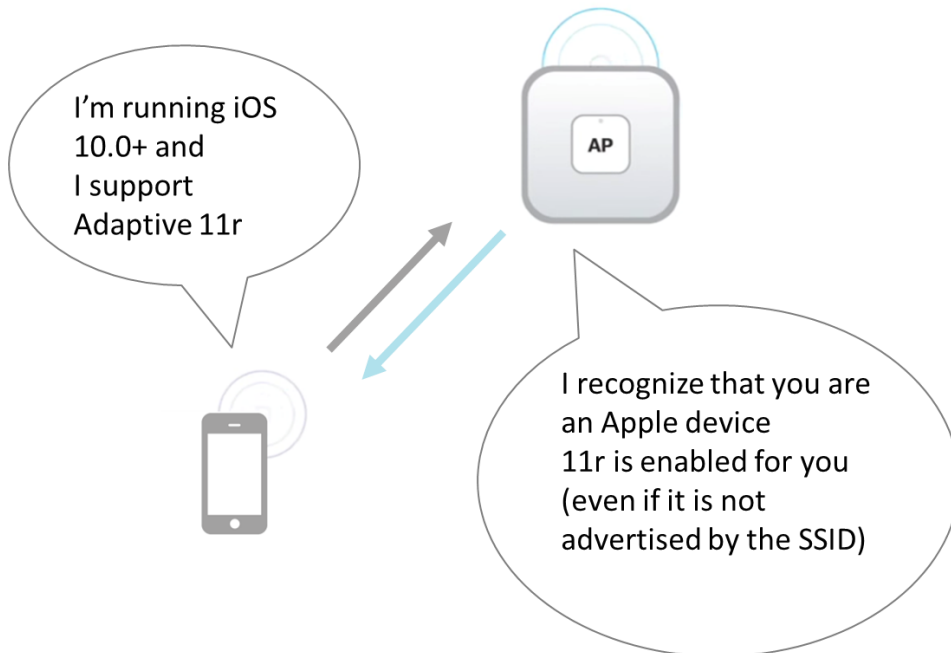 I’m running iOS
10.0+ and
I support
Adaptive 11r
AP
I recognize that you are
an Apple device
11r is enabled for you
(even if it is not
advertised by the SSID)